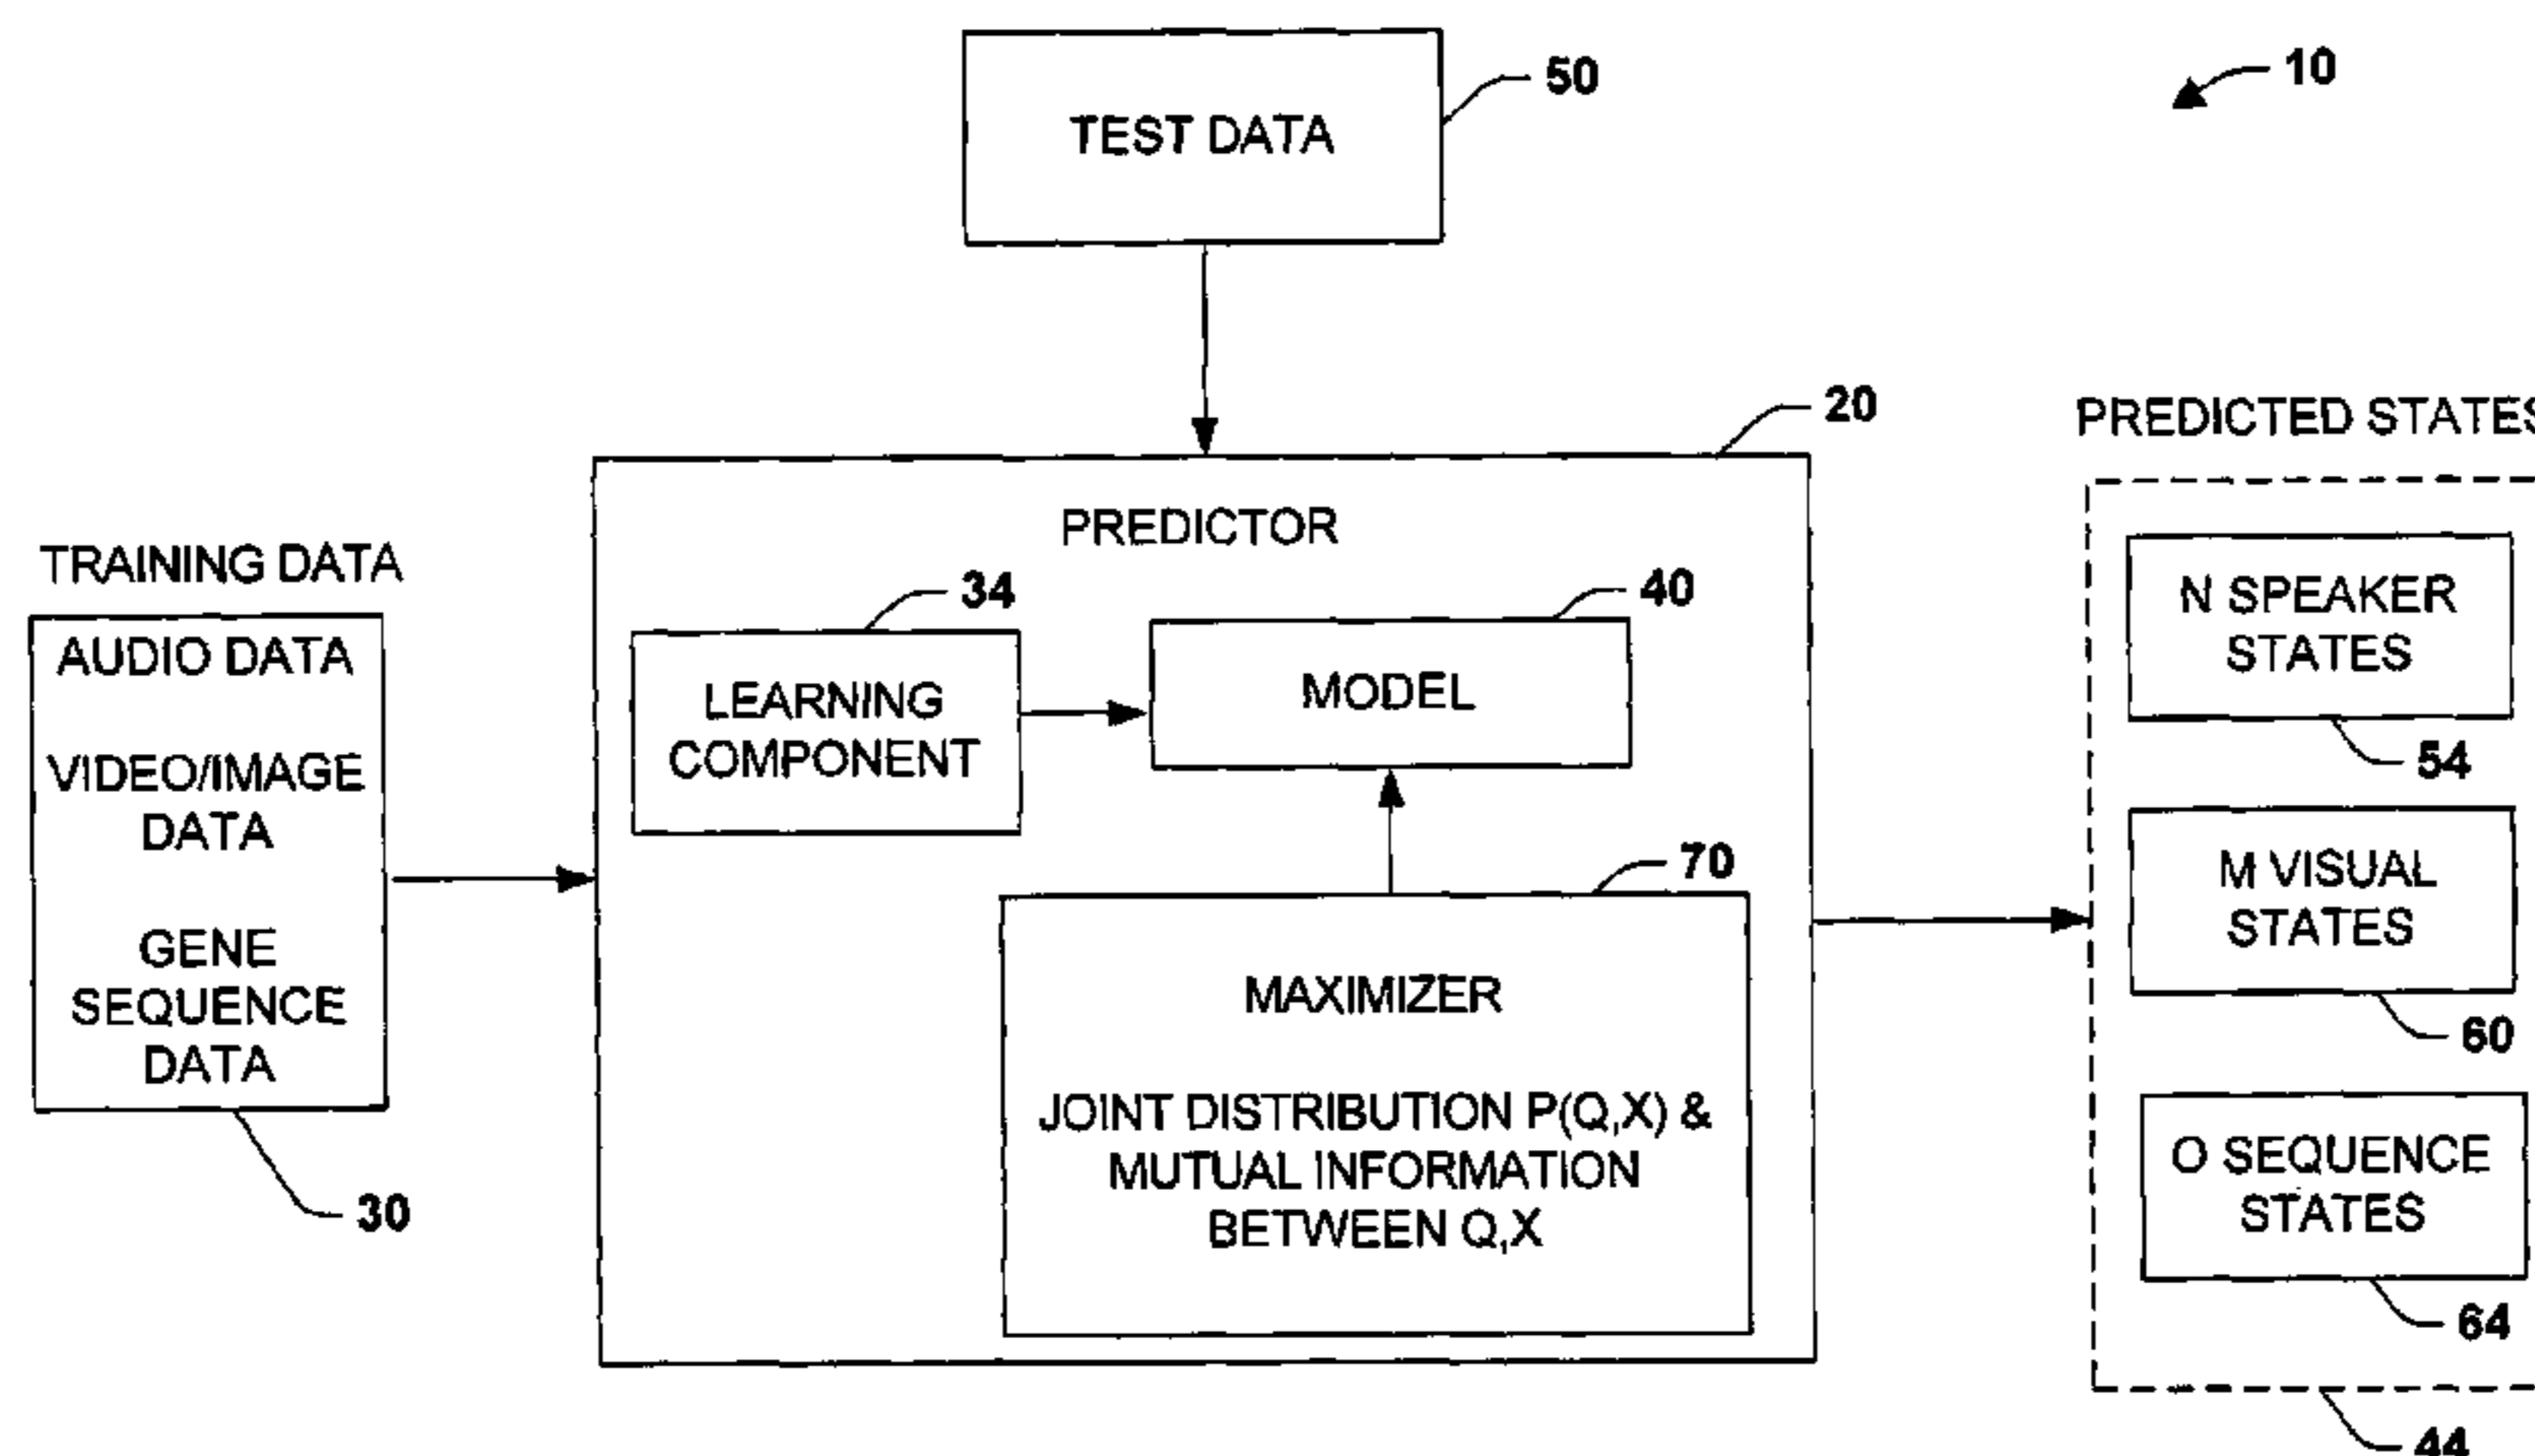 TEST DATA
50
10
20
PREDICTED STATES
PREDICTOR
TRAINING DATA
34
40
N SPEAKER
STATES
AUDIO DATA
LEARNING
COMPONENT
MODEL
54
VIDEO/IMAGE
DATA
70
M VISUAL
STATES
GENE
SEQUENCE
DATA
MAXIMIZER
60
JOINT DISTRIBUTION P(Q,X) &
MUTUAL INFORMATION
BETWEEN Q,X
O SEQUENCE
STATES
30
64
44